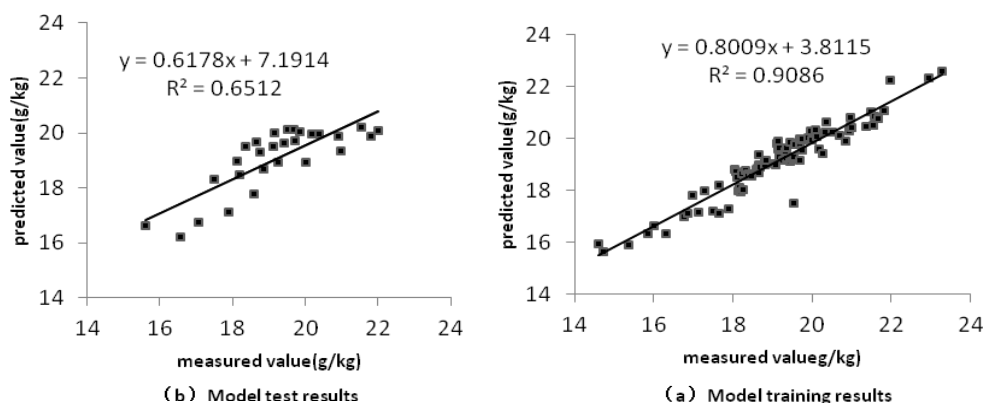 y = 0.6178x + 7.1914
R² = 0.6512
predicted value(g/kg)
24
22
20
18
16
14
14 16 18 20 22 24
measured value(g/kg)
(b) Model test results
y = 0.8009x + 3.8115
R² = 0.9086
predicted value(g/kg)
24
22
20
18
16
14
14 16 18 20 22 24
measured valueg/kg)
(a) Model training results